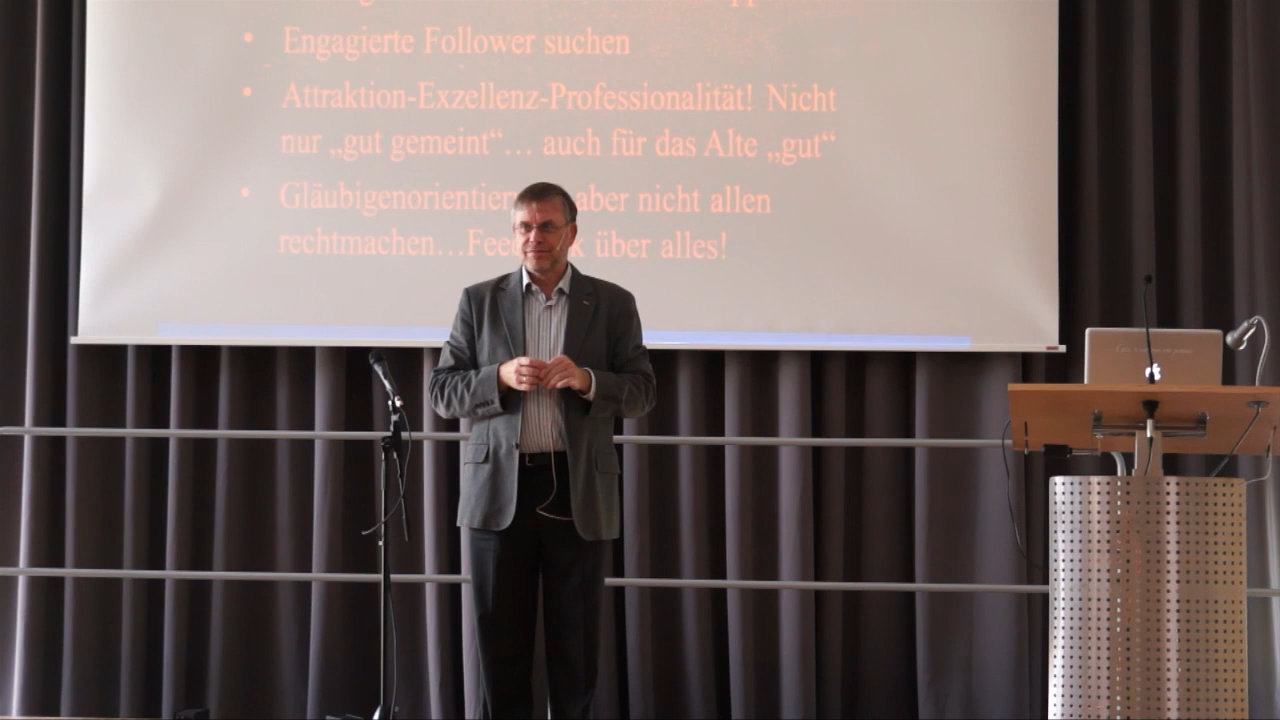 • Engagierte Follower suchen
• Attraktion-Exzellenz-Professionalität! Nicht
nur „gut gemeint“… auch für das Alte „gut“
• aber nicht allen
rechtmachen… über alles!